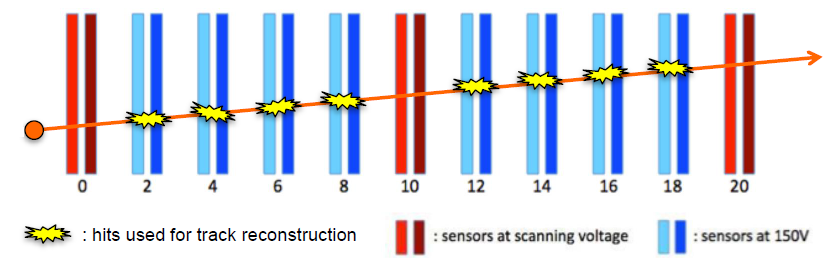 0 2 4 6 8 10 12 14 16 18 20
: hits used for track reconstruction : sensors at scanning voltage : sensors at 150V